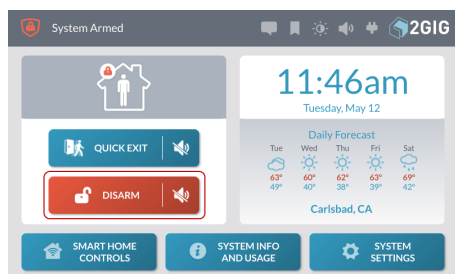 System Armed
2GIG
QUICK EXIT
DISARM
11:46am
Tuesday, May 12
Daily Forecast
Tue Wed Thu Fri Sat
63° 60° 62° 63° 69°
49° 40° 38° 39° 42°
Carlsbad, CA
SMART HOME
CONTROLS
SYSTEM INFO
AND USAGE
SYSTEM
SETTINGS